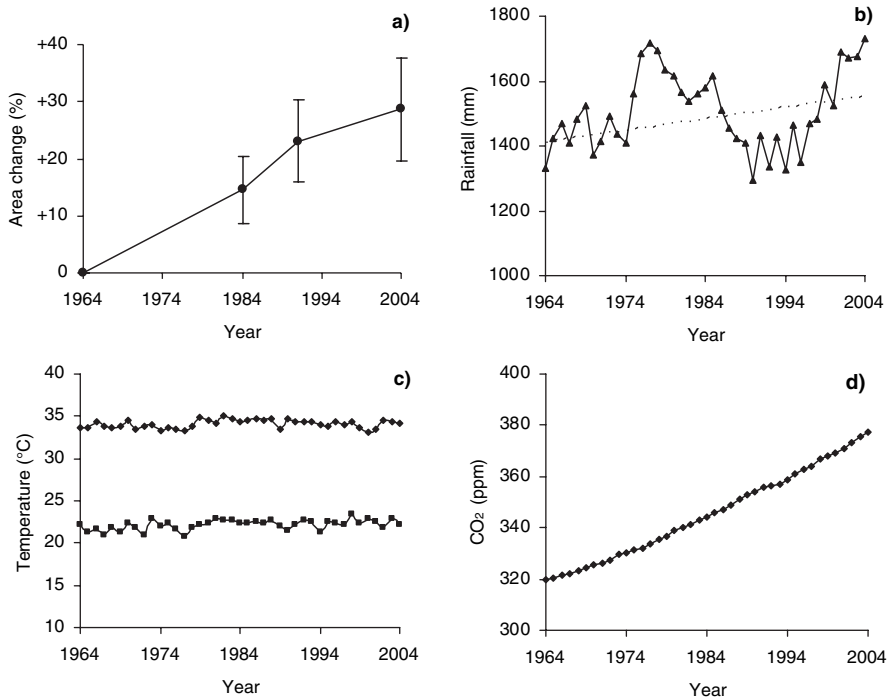 a)
Area change (%)
+40
+30
+20
+10
0
1964 1974 1984 1994 2004
Year
b)
Rainfall (mm)
1800
1600
1400
1200
1000
1964 1974 1984 1994 2004
Year
c)
Temperature (°C)
40
35
30
25
20
15
10
1964 1974 1984 1994 2004
Year
d)
CO₂ (ppm)
400
380
360
340
320
300
1964 1974 1984 1994 2004
Year